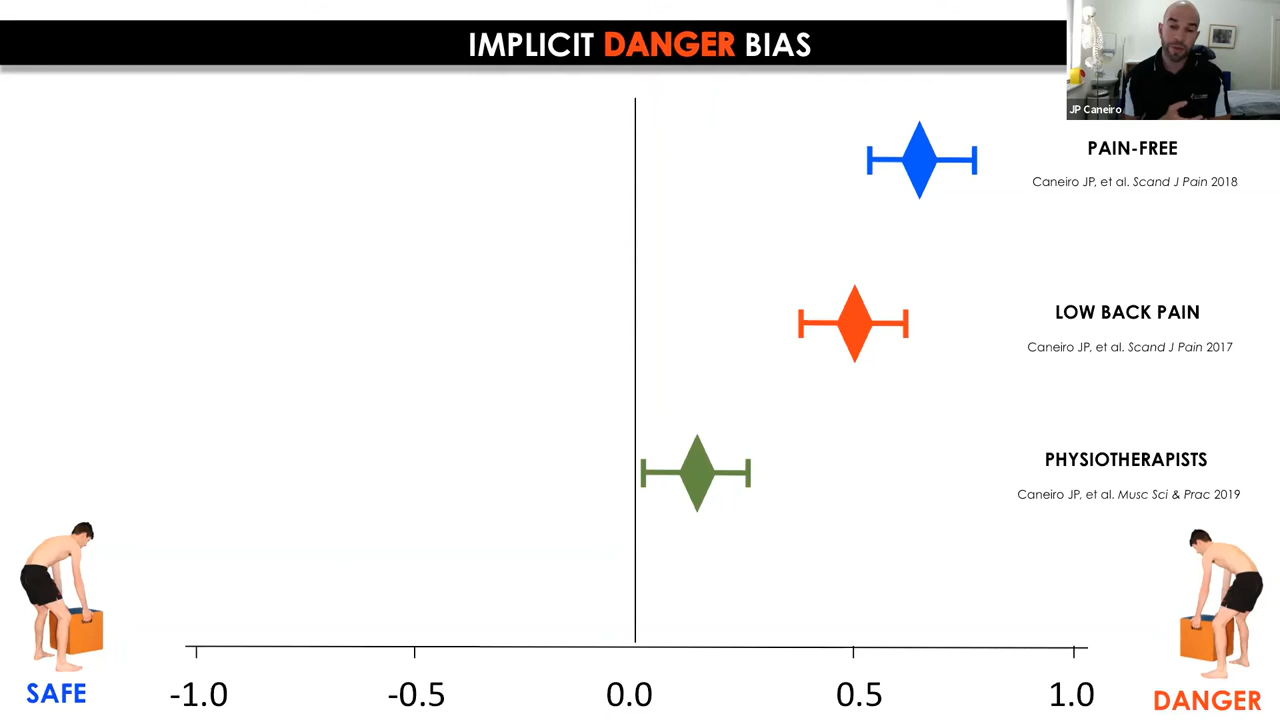 IMPLICIT DANGER BIAS
JP Caneiro
PAIN-FREE
Caneiro JP, et al. Scand J Pain 2018
LOW BACK PAIN
Caneiro JP, et al. Scand J Pain 2017
PHYSIOTHERAPISTS
Caneiro JP, et al. Musc Sci & Prac 2019
SAFE
-1.0 -0.5 0.0 0.5 1.0
DANGER